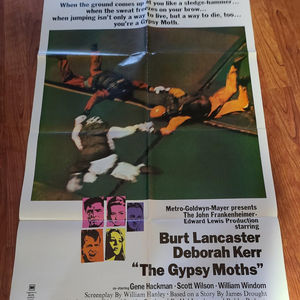 When the ground comes up at you like a sledge-hammer...
when the sweat freezes on your brow...
when jumping isn't only a way to live, but a way to die, too...
you're a Gypsy Moth.
Metro-Goldwyn-Mayer presents
The John Frankenheimer-
Edward Lewis Production
starring
Burt Lancaster
Deborah Kerr
"The Gypsy Moths"
co-starring Gene Hackman · Scott Wilson · William Windom
Screenplay by William Hanley · Based on a Story By James Drought